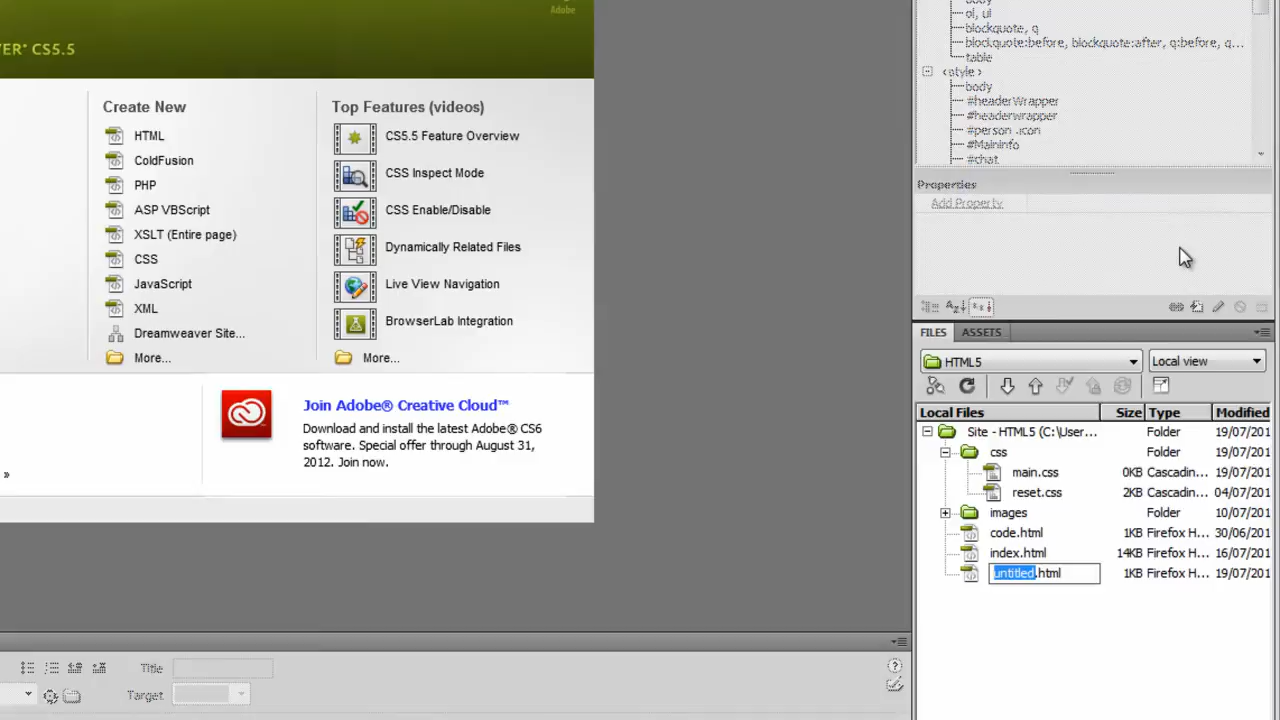 Adobe
ER® CS5.5
Create New
HTML
ColdFusion
PHP
ASP VBScript
XSLT (Entire page)
CSS
JavaScript
XML
Dreamweaver Site...
More...
Top Features (videos)
CS5.5 Feature Overview
CSS Inspect Mode
CSS Enable/Disable
Dynamically Related Files
Live View Navigation
BrowserLab Integration
More...
Join Adobe® Creative Cloud™
Download and install the latest Adobe® CS6
software. Special offer through August 31,
2012. Join now.
»
Title
Target
body
ol, ul
blockquote, q
blockquote:before, blockquote:after, q:before, q...
table
<style>
body
#headerWrapper
#headerwrapper
#person .icon
#MainInfo
#chat
Properties
Add Property
FILES ASSETS
HTML5 Local view
Local Files Size Type Modified
Site - HTML5 (C:\User... Folder 19/07/201
css Folder 19/07/201
main.css 0KB Cascadin... 19/07/201
reset.css 2KB Cascadin... 04/07/201
images Folder 10/07/201
code.html 1KB Firefox H... 30/06/201
index.html 14KB Firefox H... 16/07/201
untitled.html 1KB Firefox H... 19/07/201